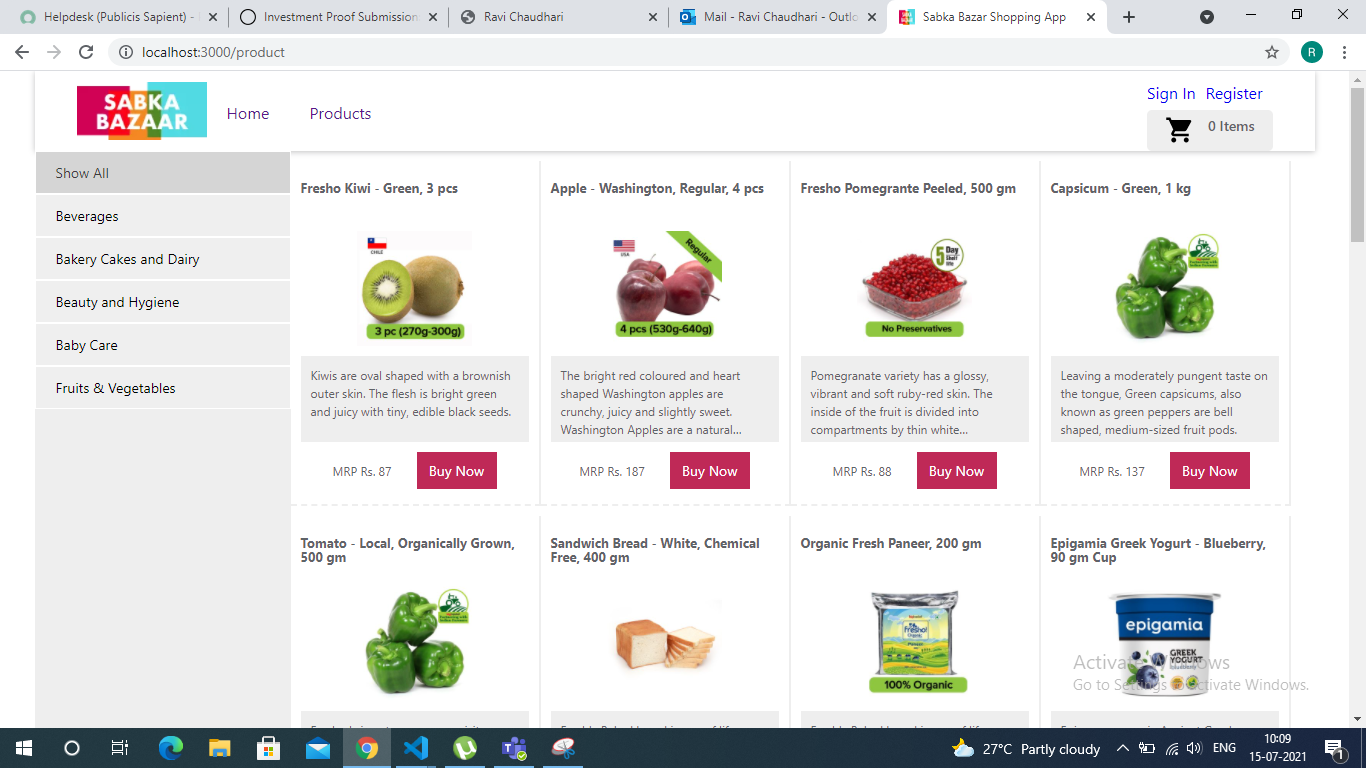 Helpdesk (Publicis Sapient) -
Investment Proof Submission
Ravi Chaudhari
Mail - Ravi Chaudhari - Outlo
Sabka Bazar Shopping App
localhost:3000/product
R
SABKA
BAZAAR
Home
Products
Sign In Register
0 Items
Show All
Beverages
Bakery Cakes and Dairy
Beauty and Hygiene
Baby Care
Fruits & Vegetables
Fresho Kiwi - Green, 3 pcs
CHILE
3 pc (270g-300g)
Kiwis are oval shaped with a brownish
outer skin. The flesh is bright green
and juicy with tiny, edible black seeds.
MRP Rs. 87
Buy Now
Apple - Washington, Regular, 4 pcs
USA
Regular
4 pcs (530g-640g)
The bright red coloured and heart
shaped Washington apples are
crunchy, juicy and slightly sweet.
Washington Apples are a natural...
MRP Rs. 187
Buy Now
Fresho Pomegrante Peeled, 500 gm
5 Day
Shelf
life
No Preservatives
Pomegranate variety has a glossy,
vibrant and soft ruby-red skin. The
inside of the fruit is divided into
compartments by thin white...
MRP Rs. 88
Buy Now
Capsicum - Green, 1 kg
Leaving a moderately pungent taste on
the tongue, Green capsicums, also
known as green peppers are bell
shaped, medium-sized fruit pods.
MRP Rs. 137
Buy Now
Tomato - Local, Organically Grown,
500 gm
Sandwich Bread - White, Chemical
Free, 400 gm
Organic Fresh Paneer, 200 gm
Fresho!
Organic
100% Organic
Epigamia Greek Yogurt - Blueberry,
90 gm Cup
epigamia
GREEK
YOGURT
Activate Windows
Go to Settings to activate Windows.
27°C Partly cloudy
ENG
10:09
15-07-2021
1